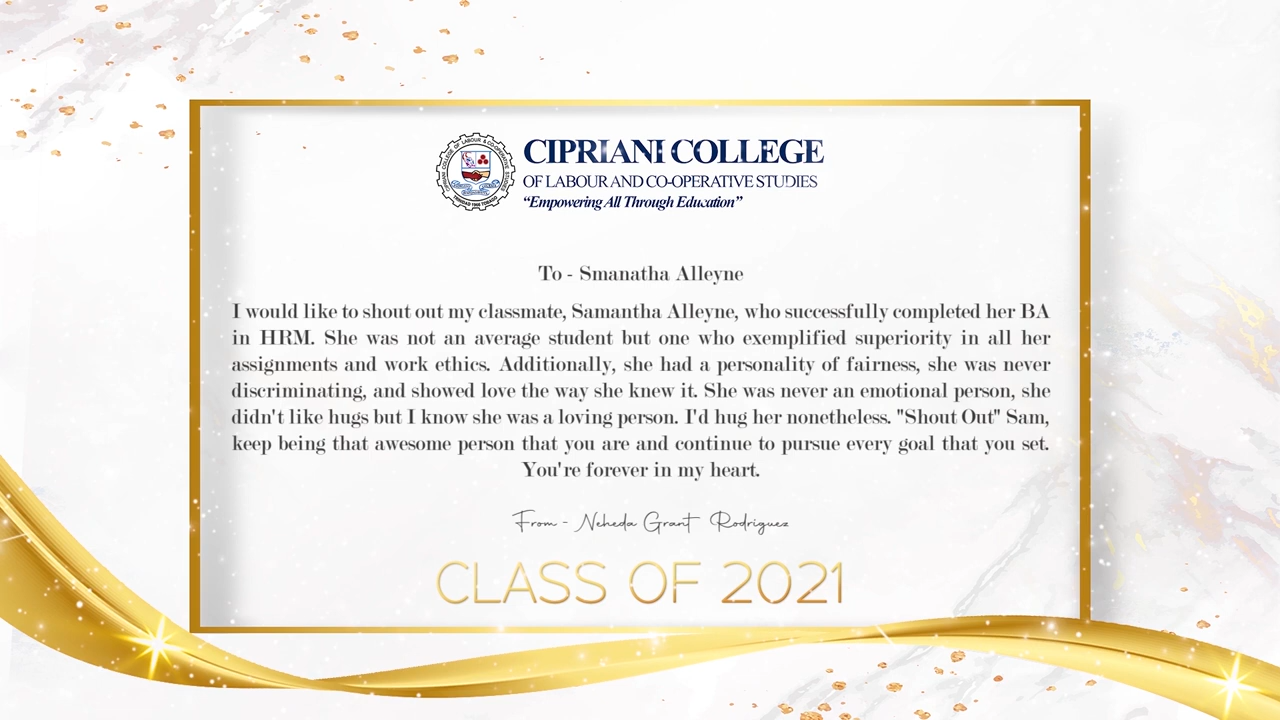 CIPRIANI COLLEGE
OF LABOUR AND CO-OPERATIVE STUDIES
“Empowering All Through Education”
To - Smanatha Alleyne
I would like to shout out my classmate, Samantha Alleyne, who successfully completed her BA
in HRM. She was not an average student but one who exemplified superiority in all her
assignments and work ethics. Additionally, she had a personality of fairness, she was never
discriminating, and showed love the way she knew it. She was never an emotional person, she
didn't like hugs but I know she was a loving person. I'd hug her nonetheless. "Shout Out" Sam,
keep being that awesome person that you are and continue to pursue every goal that you set.
You're forever in my heart.
From - Neheda Grant Rodriguez
CLASS OF 2021